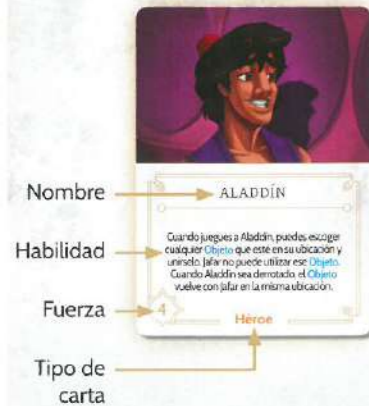 Nombre
ALADDÍN
Habilidad
Cuando juegues a Aladdín, puedes escoger
cualquier Objeto que esté en su ubicación y
unírselo. Jafar no puede utilizar ese Objeto.
Cuando Aladdín sea derrotado, el Objeto
vuelve con Jafar en la misma ubicación.
Fuerza
4
Héroe
Tipo de
carta